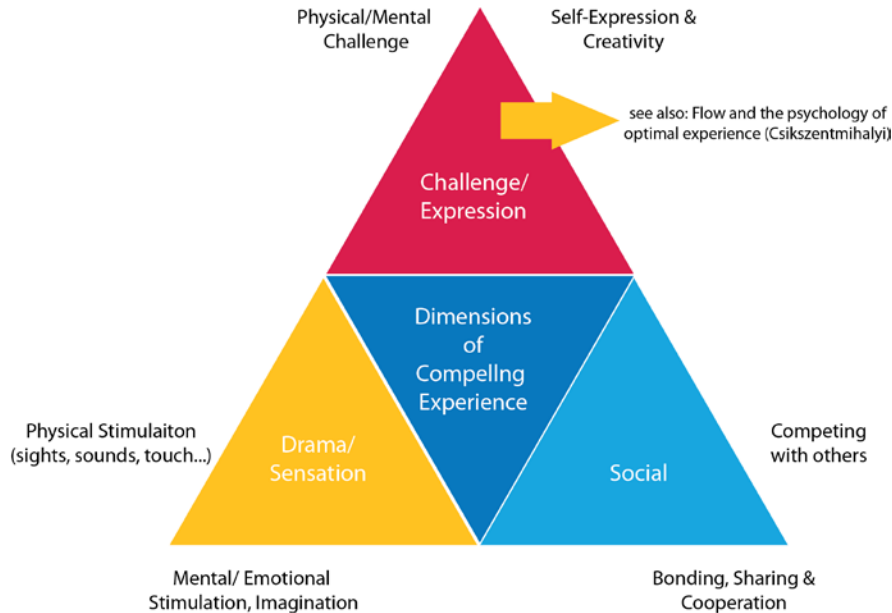 Physical/Mental
Challenge
Self-Expression &
Creativity
see also: Flow and the psychology of
optimal experience (Csikszentmihalyi)
Challenge/
Expression
Dimensions
of
Compellng
Experience
Physical Stimulaiton
(sights, sounds, touch...)
Drama/
Sensation
Social
Competing
with others
Mental/ Emotional
Stimulation, Imagination
Bonding, Sharing &
Cooperation